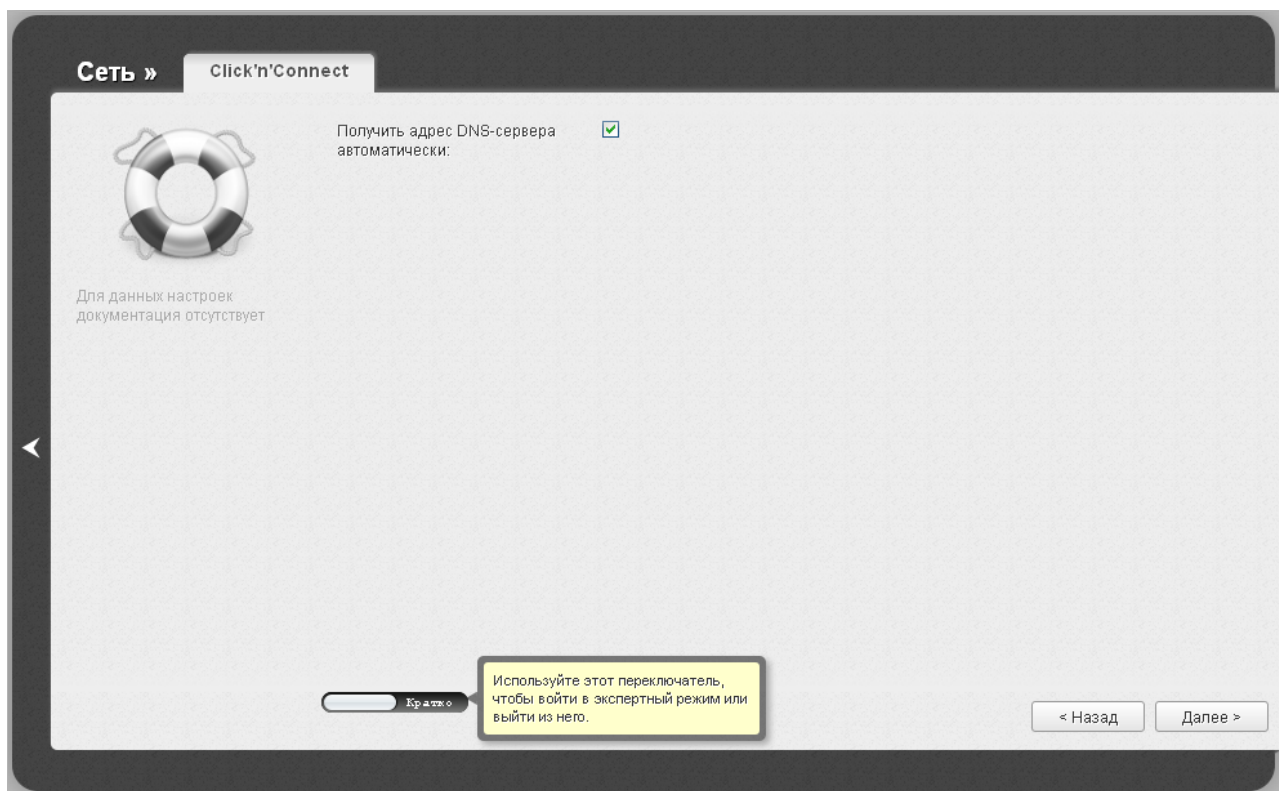 Сеть »
Click'n'Connect
Получить адрес DNS-сервера
автоматически:
Для данных настроек
документация отсутствует
Кратко
Используйте этот переключатель,
чтобы войти в экспертный режим или
выйти из него.
< Назад
Далее >